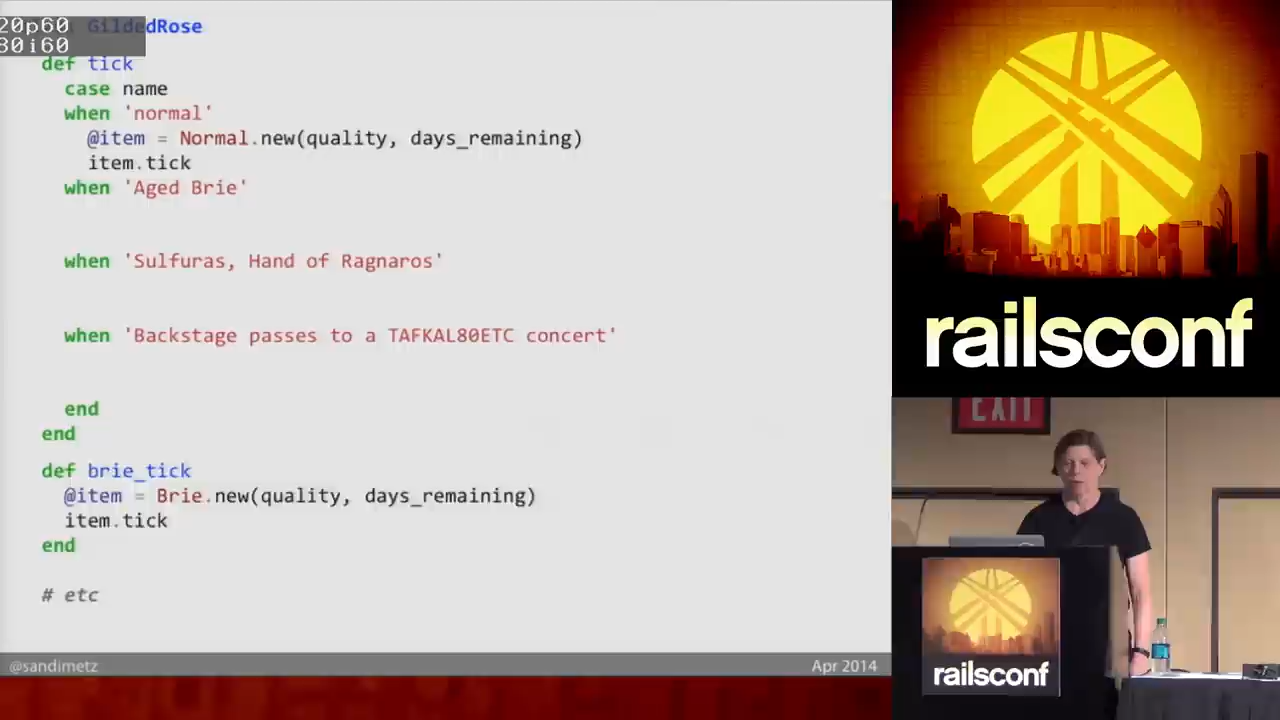 20p60
30i60
GildedRose
def tick
case name
when 'normal'
@item = Normal.new(quality, days_remaining)
item.tick
when 'Aged Brie'
when 'Sulfuras, Hand of Ragnaros'
when 'Backstage passes to a TAFKAL80ETC concert'
end
end
def brie_tick
@item = Brie.new(quality, days_remaining)
item.tick
end
# etc
@sandimetz
Apr 2014
railsconf
EXIT
railsconf